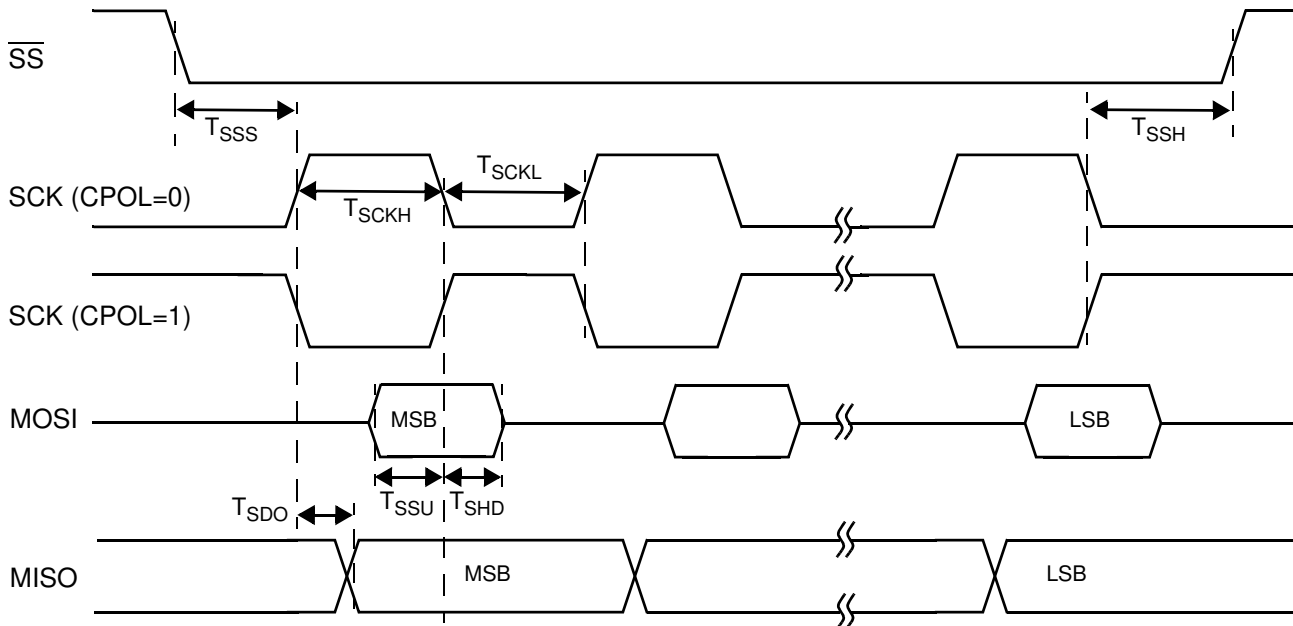 SS
TSSS
TSSH
SCK (CPOL=0)
TSCKH
TSCKL
SCK (CPOL=1)
MOSI
MSB
LSB
TSSU
TSHD
TSDO
MISO
MSB
LSB